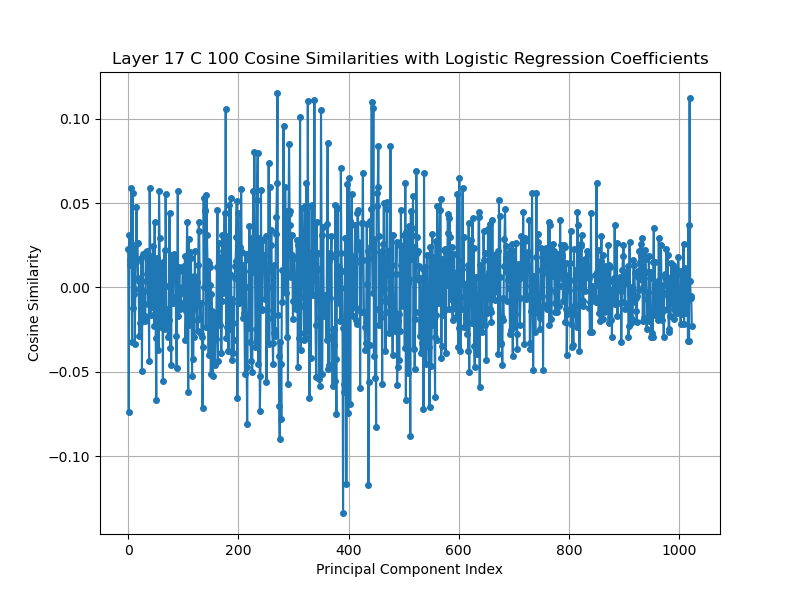 Layer 17 C 100 Cosine Similarities with Logistic Regression Coefficients
0.10
0.05
0.00
−0.05
−0.10
Cosine Similarity
0 200 400 600 800 1000
Principal Component Index